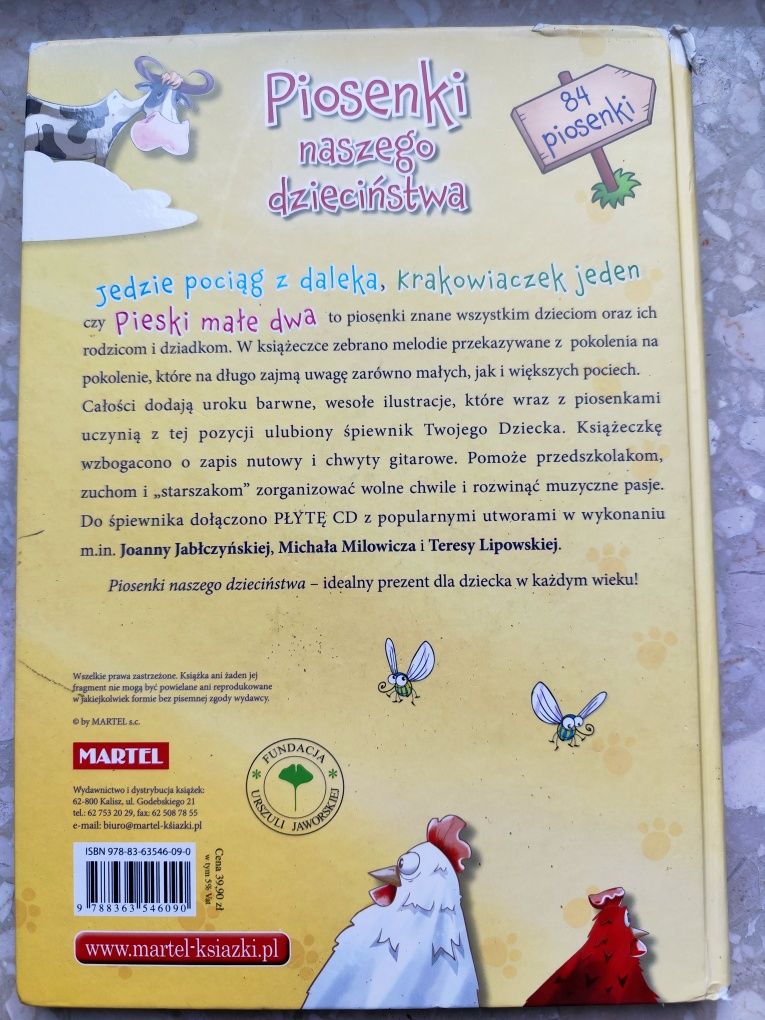 Piosenki
naszego
dzieciństwa
84
piosenki
Jedzie pociąg z daleka, Krakowiaczek jeden
czy Pieski małe dwa to piosenki znane wszystkim dzieciom oraz ich
rodzicom i dziadkom. W książeczce zebrano melodie przekazywane z pokolenia na
pokolenie, które na długo zajmą uwagę zarówno małych, jak i większych pociech.
Całości dodają uroku barwne, wesołe ilustracje, które wraz z piosenkami
uczynią z tej pozycji ulubiony śpiewnik Twojego Dziecka. Książeczkę
wzbogacono o zapis nutowy i chwyty gitarowe. Pomoże przedszkolakom,
zuchom i „starszakom” zorganizować wolne chwile i rozwinąć muzyczne pasje.
Do śpiewnika dołączono PŁYTĘ CD z popularnymi utworami w wykonaniu
m.in. Joanny Jabłczyńskiej, Michała Milowicza i Teresy Lipowskiej.
Piosenki naszego dzieciństwa – idealny prezent dla dziecka w każdym wieku!
Wszelkie prawa zastrzeżone. Książka ani żaden jej
fragment nie mogą być powielane ani reprodukowane
w jakiejkolwiek formie bez pisemnej zgody wydawcy.
© by MARTEL s.c.
MARTEL
FUNDACJA
URSZULI JAWORSKIEJ
Wydawnictwo i dystrybucja książek:
62-800 Kalisz, ul. Godebskiego 21
tel.: 62 753 20 29, fax: 62 508 78 55
e-mail: biuro@martel-ksiazki.pl
ISBN 978-83-63546-09-0
9 788363 546090
Cena 39,90 zł
w tym 5% Vat
www.martel-ksiazki.pl